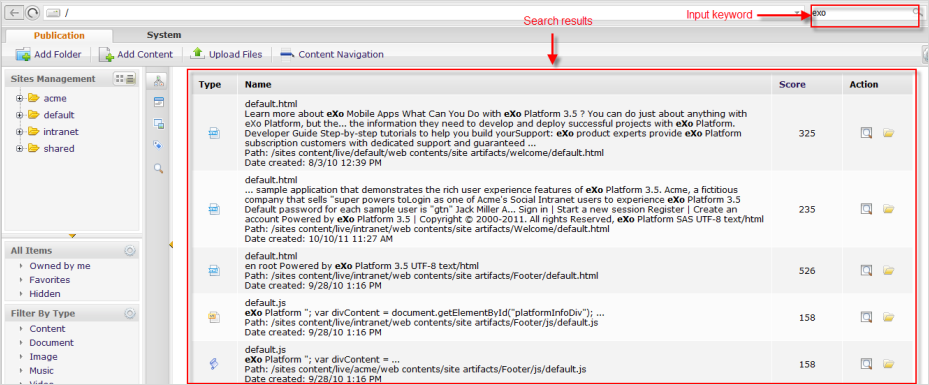 /
Search results
Input keyword
exo
Publication
System
Add Folder
Add Content
Upload Files
Content Navigation
Sites Management
acme
default
intranet
shared
All Items
Owned by me
Favorites
Hidden
Filter By Type
Content
Document
Image
Music
Video
Type Name Score Action
default.html
Learn more about eXo Mobile Apps What Can You Do with eXo Platform 3.5 ? You can do just about anything with
eXo Platform, but the... the information they need to develop and deploy successful projects with eXo Platform.
Developer Guide Step-by-step tutorials to help you build yourSupport: eXo product experts provide eXo Platform
subscription customers with dedicated support and guaranteed ...
Path: /sites content/live/default/web contents/site artifacts/welcome/default.html
Date created: 8/3/10 12:39 PM
325
default.html
... sample application that demonstrates the rich user experience features of eXo Platform 3.5. Acme, a fictitious
company that sells "super powers toLogin as one of Acme's Social Intranet users to experience eXo Platform 3.5
Default password for each sample user is "gtn" Jack Miller A... Sign in | Start a new session Register | Create an
account Powered by eXo Platform 3.5 | Copyright © 2000-2011. All rights Reserved, eXo Platform SAS UTF-8 text/html
Path: /sites content/live/intranet/web contents/site artifacts/Welcome/default.html
Date created: 10/10/11 11:27 AM
235
default.html
en root Powered by eXo Platform 3.5 UTF-8 text/html
Path: /sites content/live/intranet/web contents/site artifacts/Footer/default.html
Date created: 9/28/10 1:16 PM
526
default.js
eXo Platform "; var divContent = document.getElementById("platformInfoDiv"); ...
Path: /sites content/live/intranet/web contents/site artifacts/Footer/js/default.js
Date created: 9/28/10 1:16 PM
158
default.js
eXo Platform "; var divContent = ...
Path: /sites content/live/acme/web contents/site artifacts/Footer/js/default.js
Date created: 9/28/10 1:16 PM
158